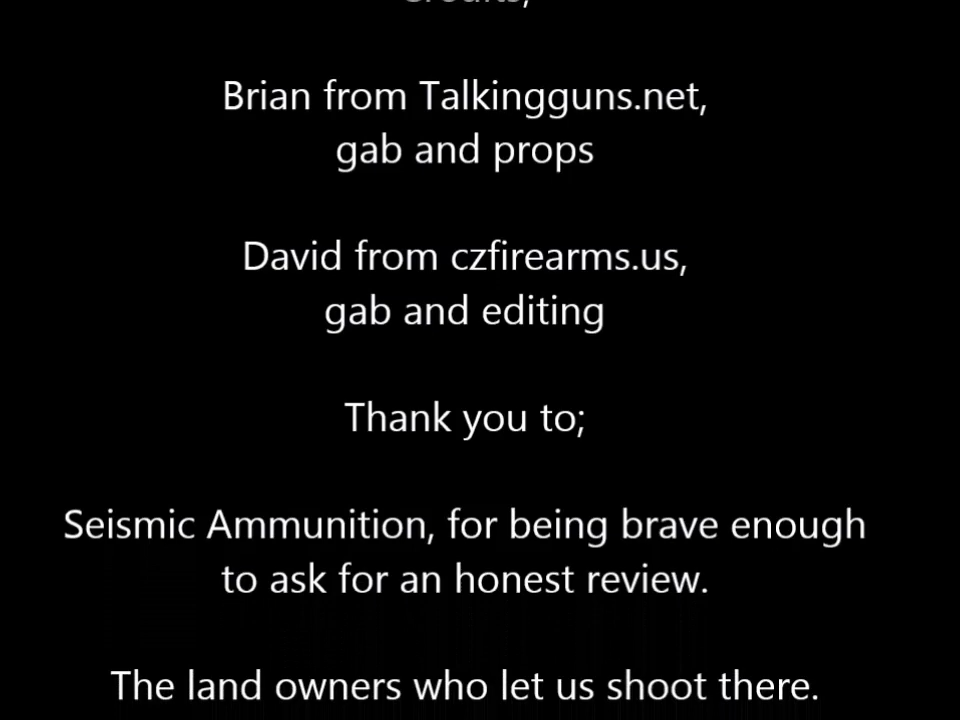 Credits,
Brian from Talkingguns.net,
gab and props
David from czfirearms.us,
gab and editing
Thank you to;
Seismic Ammunition, for being brave enough
to ask for an honest review.
The land owners who let us shoot there.